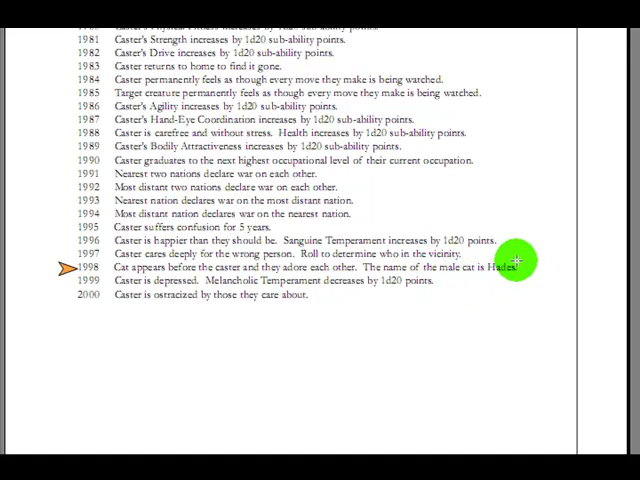 1981 Caster's Strength increases by 1d20 sub-ability points.
1982 Caster's Drive increases by 1d20 sub-ability points.
1983 Caster returns to home to find it gone.
1984 Caster permanently feels as though every move they make is being watched.
1985 Target creature permanently feels as though every move they make is being watched.
1986 Caster's Agility increases by 1d20 sub-ability points.
1987 Caster's Hand-Eye Coordination increases by 1d20 sub-ability points.
1988 Caster is carefree and without stress. Health increases by 1d20 sub-ability points.
1989 Caster's Bodily Attractiveness increases by 1d20 sub-ability points.
1990 Caster graduates to the next highest occupational level of their current occupation.
1991 Nearest two nations declare war on each other.
1992 Most distant two nations declare war on each other.
1993 Nearest nation declares war on the most distant nation.
1994 Most distant nation declares war on the nearest nation.
1995 Caster suffers confusion for 5 years.
1996 Caster is happier than they should be. Sanguine Temperament increases by 1d20 points.
1997 Caster cares deeply for the wrong person. Roll to determine who in the vicinity.
1998 Cat appears before the caster and they adore each other. The name of the male cat is Hades.
1999 Caster is depressed. Melancholic Temperament decreases by 1d20 points.
2000 Caster is ostracized by those they care about.